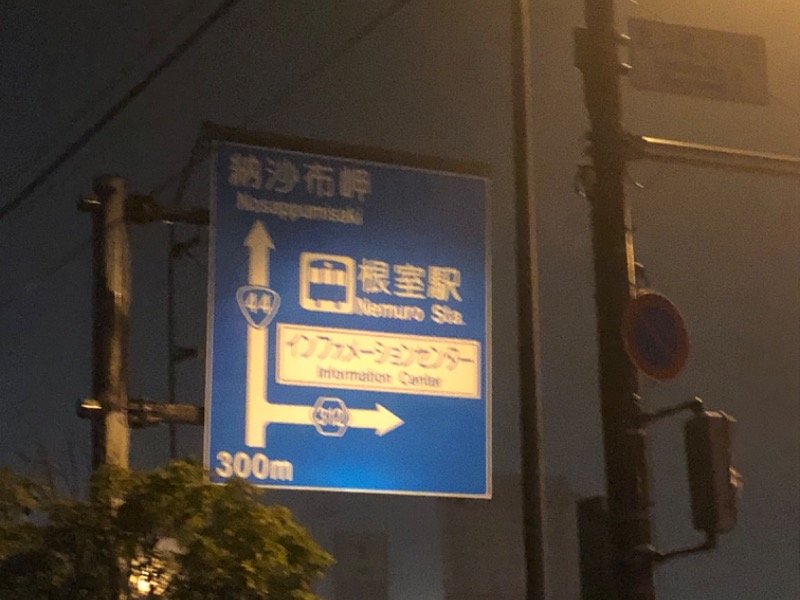 納沙布岬
Nosappumisaki
44
根室駅
Nemuro Sta.
インフォメーションセンター
Information Center
310
300m